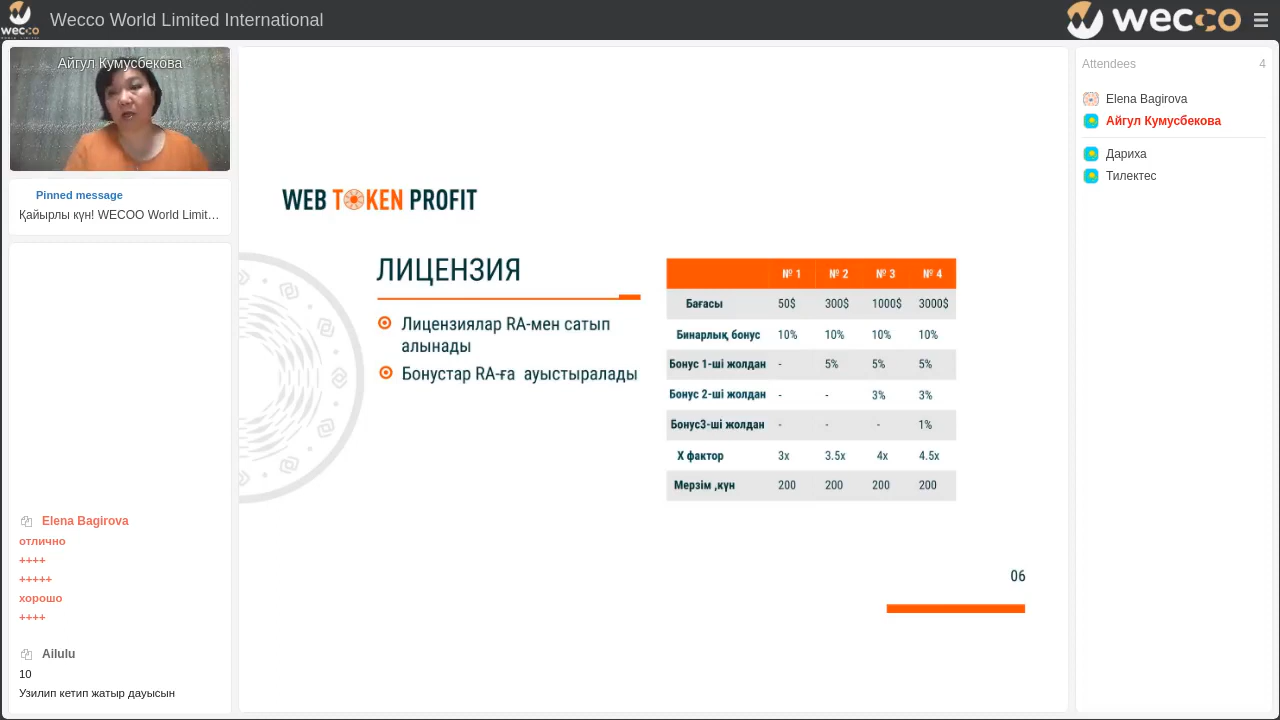 wecco
Wecco World Limited International
wecco
Айгул Кумусбекова
Pinned message
Қайырлы күн! WECOO World Limit…
Elena Bagirova
отлично
++++
+++++
хорошо
++++
Ailulu
10
Узилип кетип жатыр дауысын
WEB TOKEN PROFIT
ЛИЦЕНЗИЯ
Лицензиялар RA-мен сатып
алынады
Бонустар RA-ға ауыстыралады
№ 1 № 2 № 3 № 4
Бағасы 50$ 300$ 1000$ 3000$
Бинарлық бонус 10% 10% 10% 10%
Бонус 1-ші жолдан - 5% 5% 5%
Бонус 2-ші жолдан - - 3% 3%
Бонус3-ші жолдан - - - 1%
X фактор 3x 3.5x 4x 4.5x
Мерзім ,күн 200 200 200 200
06
Attendees 4
Elena Bagirova
Айгул Кумусбекова
Дариха
Тилектес